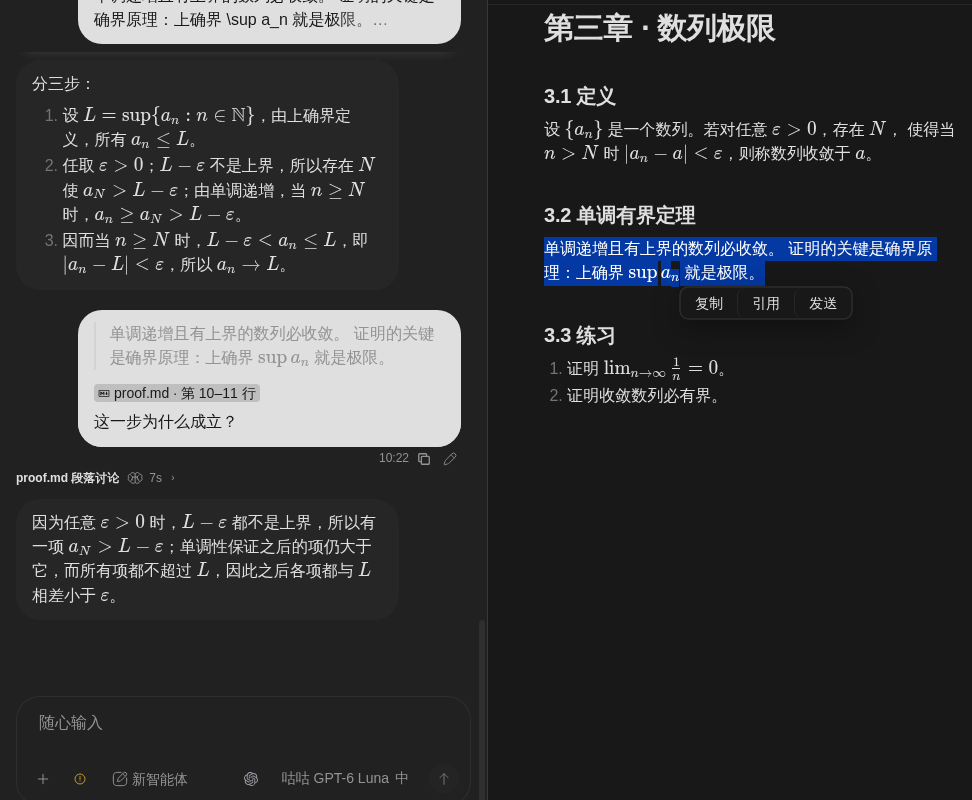 确界原理：上确界 \sup a_n 就是极限。…
分三步：
1. 设 L = sup{a_n : n ∈ ℕ}，由上确界定
义，所有 a_n ≤ L。
2. 任取 ε > 0；L − ε 不是上界，所以存在 N
使 a_N > L − ε；由单调递增，当 n ≥ N
时，a_n ≥ a_N > L − ε。
3. 因而当 n ≥ N 时，L − ε < a_n ≤ L，即
|a_n − L| < ε，所以 a_n → L。
单调递增且有上界的数列必收敛。 证明的关键
是确界原理：上确界 sup a_n 就是极限。
proof.md · 第 10–11 行
这一步为什么成立？
10:22
proof.md 段落讨论 7s ›
因为任意 ε > 0 时，L − ε 都不是上界，所以有
一项 a_N > L − ε；单调性保证之后的项仍大于
它，而所有项都不超过 L，因此之后各项都与 L
相差小于 ε。
随心输入
新智能体 咕咕 GPT-6 Luna 中
第三章 · 数列极限
3.1 定义
设 {a_n} 是一个数列。若对任意 ε > 0，存在 N， 使得当
n > N 时 |a_n − a| < ε，则称数列收敛于 a。
3.2 单调有界定理
单调递增且有上界的数列必收敛。 证明的关键是确界原
理：上确界 sup a_n 就是极限。
复制 引用 发送
3.3 练习
1. 证明 lim_{n→∞} 1/n = 0。
2. 证明收敛数列必有界。